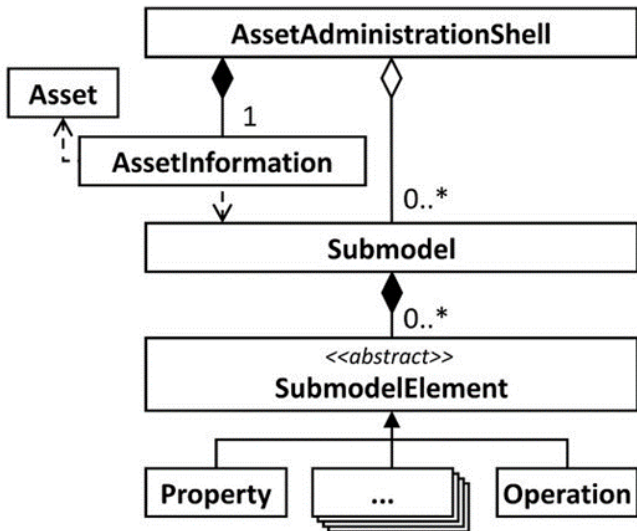 AssetAdministrationShell
Asset
1
AssetInformation
0..*
Submodel
0..*
<<abstract>>
SubmodelElement
Property
...
Operation